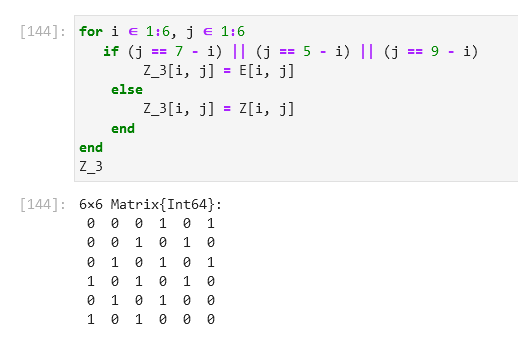 [144]: for i ∈ 1:6, j ∈ 1:6
if (j == 7 - i) || (j == 5 - i) || (j == 9 - i)
Z_3[i, j] = E[i, j]
else
Z_3[i, j] = Z[i, j]
end
end
Z_3
[144]: 6×6 Matrix{Int64}:
0 0 0 1 0 1
0 0 1 0 1 0
0 1 0 1 0 1
1 0 1 0 1 0
0 1 0 1 0 0
1 0 1 0 0 0